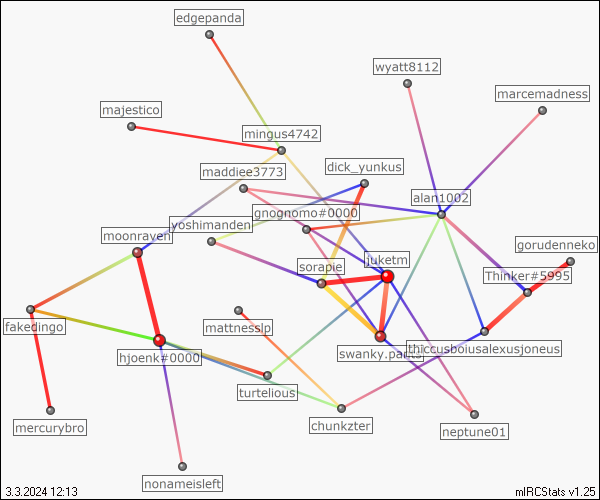 edgepanda
wyatt8112
marcemadness
majestico
mingus4742
maddiee3773
dick_yunkus
alan1002
gnognomo#0000
yoshimanden
moonraven
gorudenneko
juketm
sorapie
Thinker#5995
fakedingo
mattnesslp
hjoenk#0000
swanky.pants
thiccusboiusalexusjoneus
turtelious
chunkzter
mercurybro
neptune01
nonameisleft
3.3.2024 12:13
mIRCStats v1.25